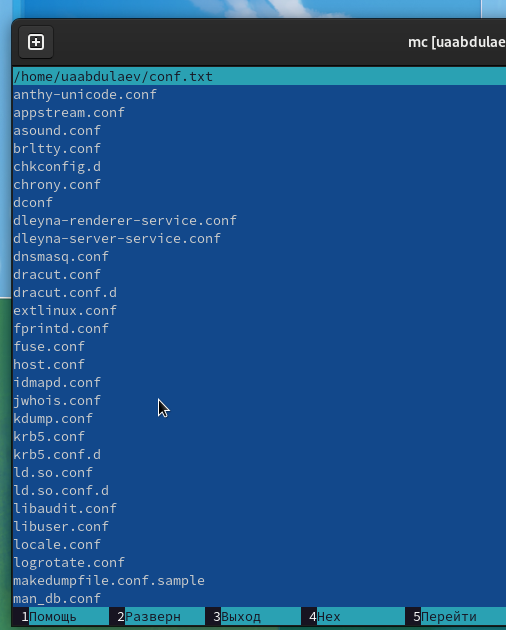 mc [uaabdulae
/home/uaabdulaev/conf.txt
anthy-unicode.conf
appstream.conf
asound.conf
brltty.conf
chkconfig.d
chrony.conf
dconf
dleyna-renderer-service.conf
dleyna-server-service.conf
dnsmasq.conf
dracut.conf
dracut.conf.d
extlinux.conf
fprintd.conf
fuse.conf
host.conf
idmapd.conf
jwhois.conf
kdump.conf
krb5.conf
krb5.conf.d
ld.so.conf
ld.so.conf.d
libaudit.conf
libuser.conf
locale.conf
logrotate.conf
makedumpfile.conf.sample
man_db.conf
1Помощь 2Разверн 3Выход 4Hex 5Перейти